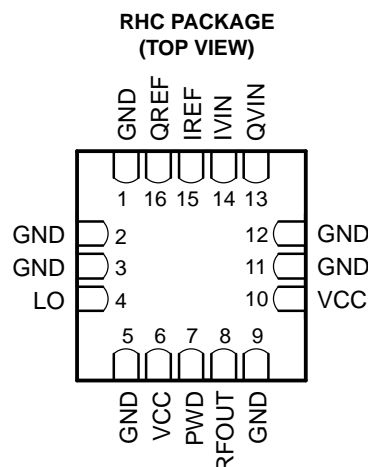 RHC PACKAGE
(TOP VIEW)
GND QREF IREF IVIN QVIN
1 16 15 14 13
GND 2 12 GND
GND 3 11 GND
LO 4 10 VCC
5 6 7 8 9
GND VCC PWD RFOUT GND